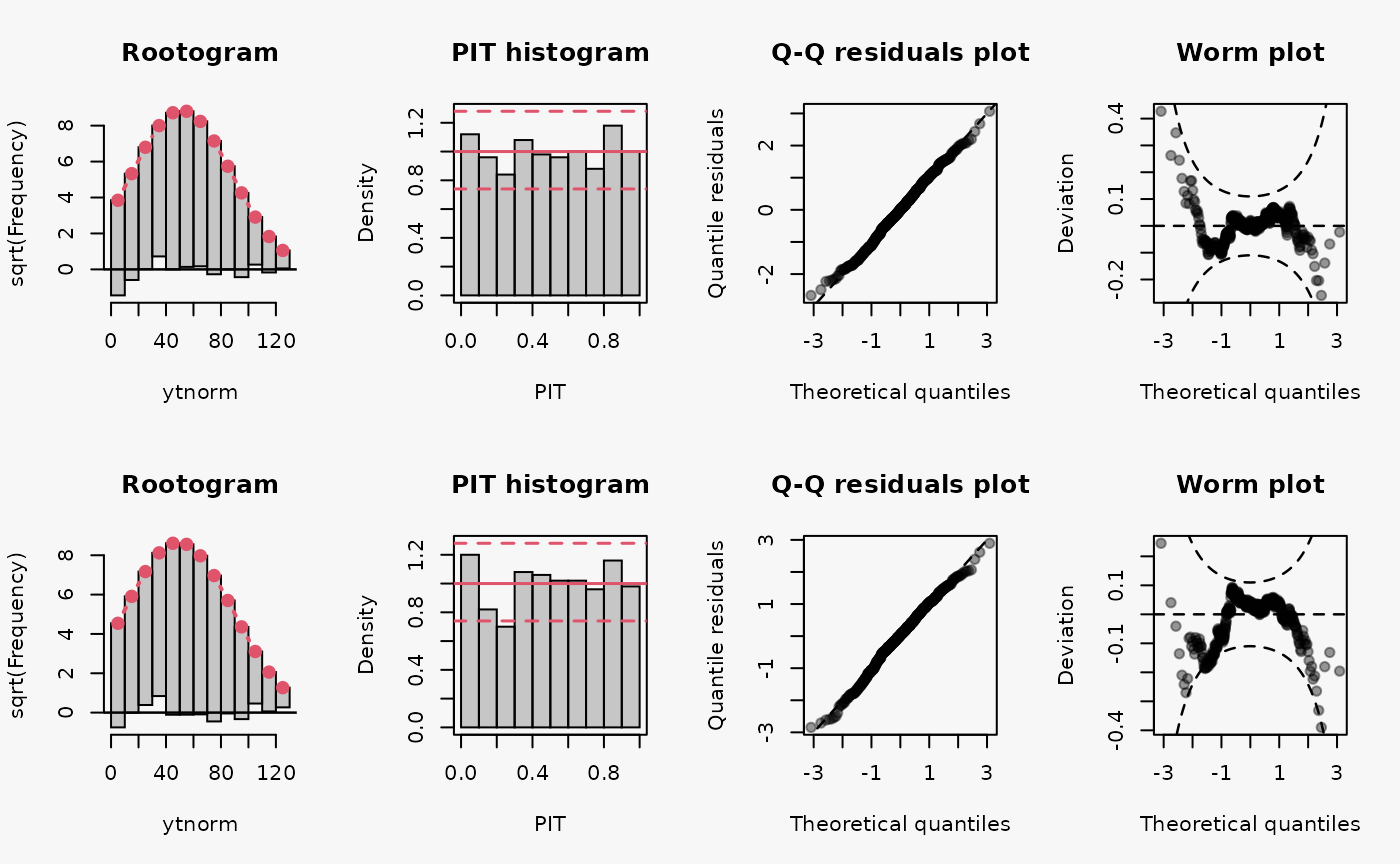 Rootogram
sqrt(Frequency)
0 2 4 6 8
0 40 80 120
ytnorm
PIT histogram
Density
0.0 0.4 0.8 1.2
0.0 0.4 0.8
PIT
Q-Q residuals plot
Quantile residuals
-2 0 2
-3 -1 1 3
Theoretical quantiles
Worm plot
Deviation
-0.2 0.1 0.4
-3 -1 1 3
Theoretical quantiles
Rootogram
sqrt(Frequency)
0 2 4 6 8
0 40 80 120
ytnorm
PIT histogram
Density
0.0 0.4 0.8 1.2
0.0 0.4 0.8
PIT
Q-Q residuals plot
Quantile residuals
-3 -1 1 3
-3 -1 1 3
Theoretical quantiles
Worm plot
Deviation
-0.4 -0.1 0.1
-3 -1 1 3
Theoretical quantiles